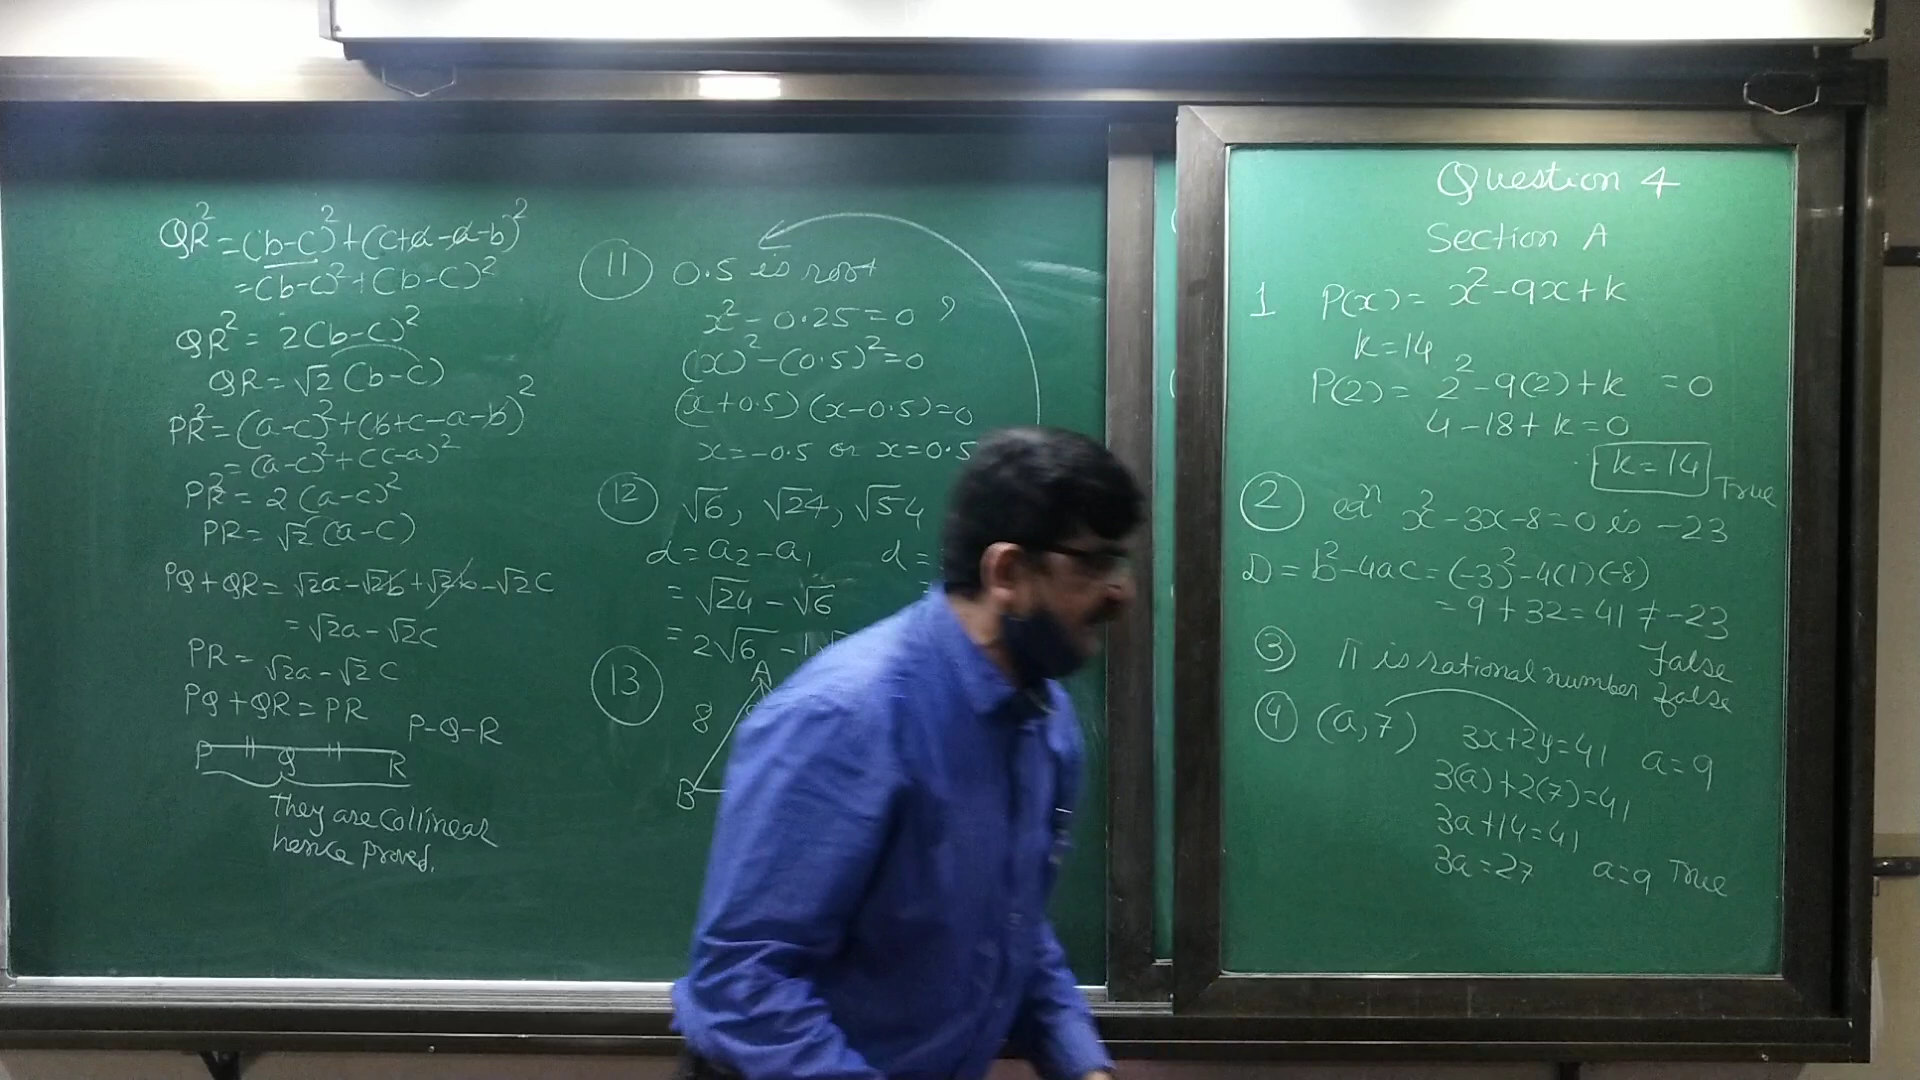 QR² = (b-c)² + (c+a-a-b)²
= (b-c)² + (b-c)²
QR² = 2(b-c)²
QR = √2 (b-c)
PR² = (a-c)² + (b+c-a-b)²
= (a-c)² + (c-a)²
PR² = 2(a-c)²
PR = √2 (a-c)
PQ + QR = √2a - √2b + √2b - √2c
= √2a - √2c
PR = √2a - √2c
PQ + QR = PR P-Q-R
P Q R
They are collinear
hence proved.
11 0.5 is root
x² - 0.25 = 0 ,
(x)² - (0.5)² = 0
(x+0.5) (x-0.5) = 0
x = -0.5 or x = 0.5
12 √6, √24, √54
d = a₂ - a₁ d =
= √24 - √6
= 2√6 - 1
13 A
8
B
Question 4
Section A
1 P(x) = x² - 9x + k
k = 14
P(2) = 2² - 9(2) + k = 0
4 - 18 + k = 0
k = 14 True
2 eqⁿ x² - 3x - 8 = 0 is -23
D = b² - 4ac = (-3)² - 4(1)(-8)
= 9 + 32 = 41 ≠ -23
False
3 π is rational number False
4 (a, 7) 3x + 2y = 41 a = 9
3(a) + 2(7) = 41
3a + 14 = 41
3a = 27 a = 9 True